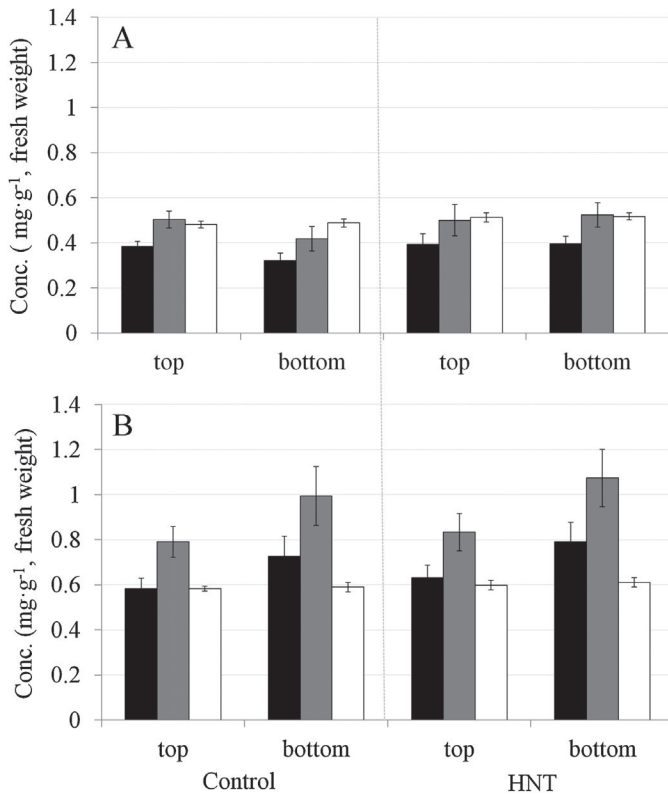 A
Conc. ( mg·g⁻¹, fresh weight)
1.4
1.2
1
0.8
0.6
0.4
0.2
0
top
bottom
top
bottom
B
Conc. (mg·g⁻¹, fresh weight)
1.4
1.2
1
0.8
0.6
0.4
0.2
0
top
bottom
top
bottom
Control
HNT